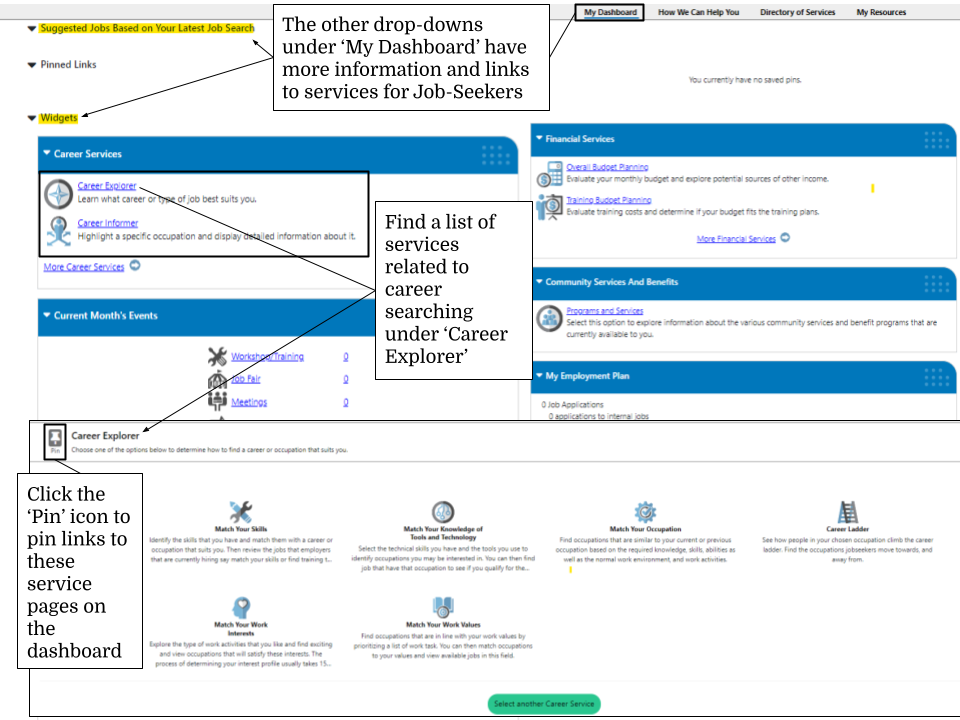 My Dashboard How We Can Help You Directory of Services My Resources
Suggested Jobs Based on Your Latest Job Search
The other drop-downs
under ‘My Dashboard’ have
more information and links
to services for Job-Seekers
Pinned Links
You currently have no saved pins.
Widgets
Career Services
Career Explorer
Learn what career or type of job best suits you.
Career Informer
Highlight a specific occupation and display detailed information about it.
More Career Services
Current Month's Events
Workshop/Training 0
Job Fair 0
Meetings 0
Find a list of
services
related to
career
searching
under ‘Career
Explorer’
Financial Services
Overall Budget Planning
Evaluate your monthly budget and explore potential sources of other income.
Training Budget Planning
Evaluate training costs and determine if your budget fits the training plans.
More Financial Services
Community Services And Benefits
Programs and Services
Select this option to explore information about the various community services and benefit programs that are
currently available to you.
My Employment Plan
0 Job Applications
0 applications to internal jobs
Pin
Career Explorer
Choose one of the options below to determine how to find a career or occupation that suits you.
Click the
‘Pin’ icon to
pin links to
these
service
pages on
the
dashboard
Match Your Skills
Identify the skills that you have and match them with a career or
occupation that suits you. Then review the jobs that employers
that are currently hiring say match your skills or find training t...
Match Your Knowledge of
Tools and Technology
Select the technical skills you have and the tools you use to
identify occupations you may be interested in. You can then find
job that have that occupation to see if you qualify for the...
Match Your Occupation
Find occupations that are similar to your current or previous
occupation based on the required knowledge, skills, abilities as
well as the normal work environment, and work activities.
Career Ladder
See how people in your chosen occupation climb the career
ladder. Find the occupations jobseekers move towards, and
away from.
Match Your Work
Interests
Explore the type of work activities that you like and find exciting
and view occupations that will satisfy these interests. The
process of determining your interest profile usually takes 15...
Match Your Work Values
Find occupations that are in line with your work values by
prioritizing a list of work task. You can then match occupations
to your values and view available jobs in this field.
Select another Career Service